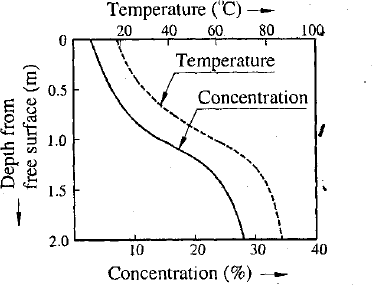 Temperature (°C) →
0 20 40 60 80 100
Temperature
Concentration
Depth from
free surface (m)
0.5
1.0
1.5
2.0
10 20 30 40
Concentration (%) →